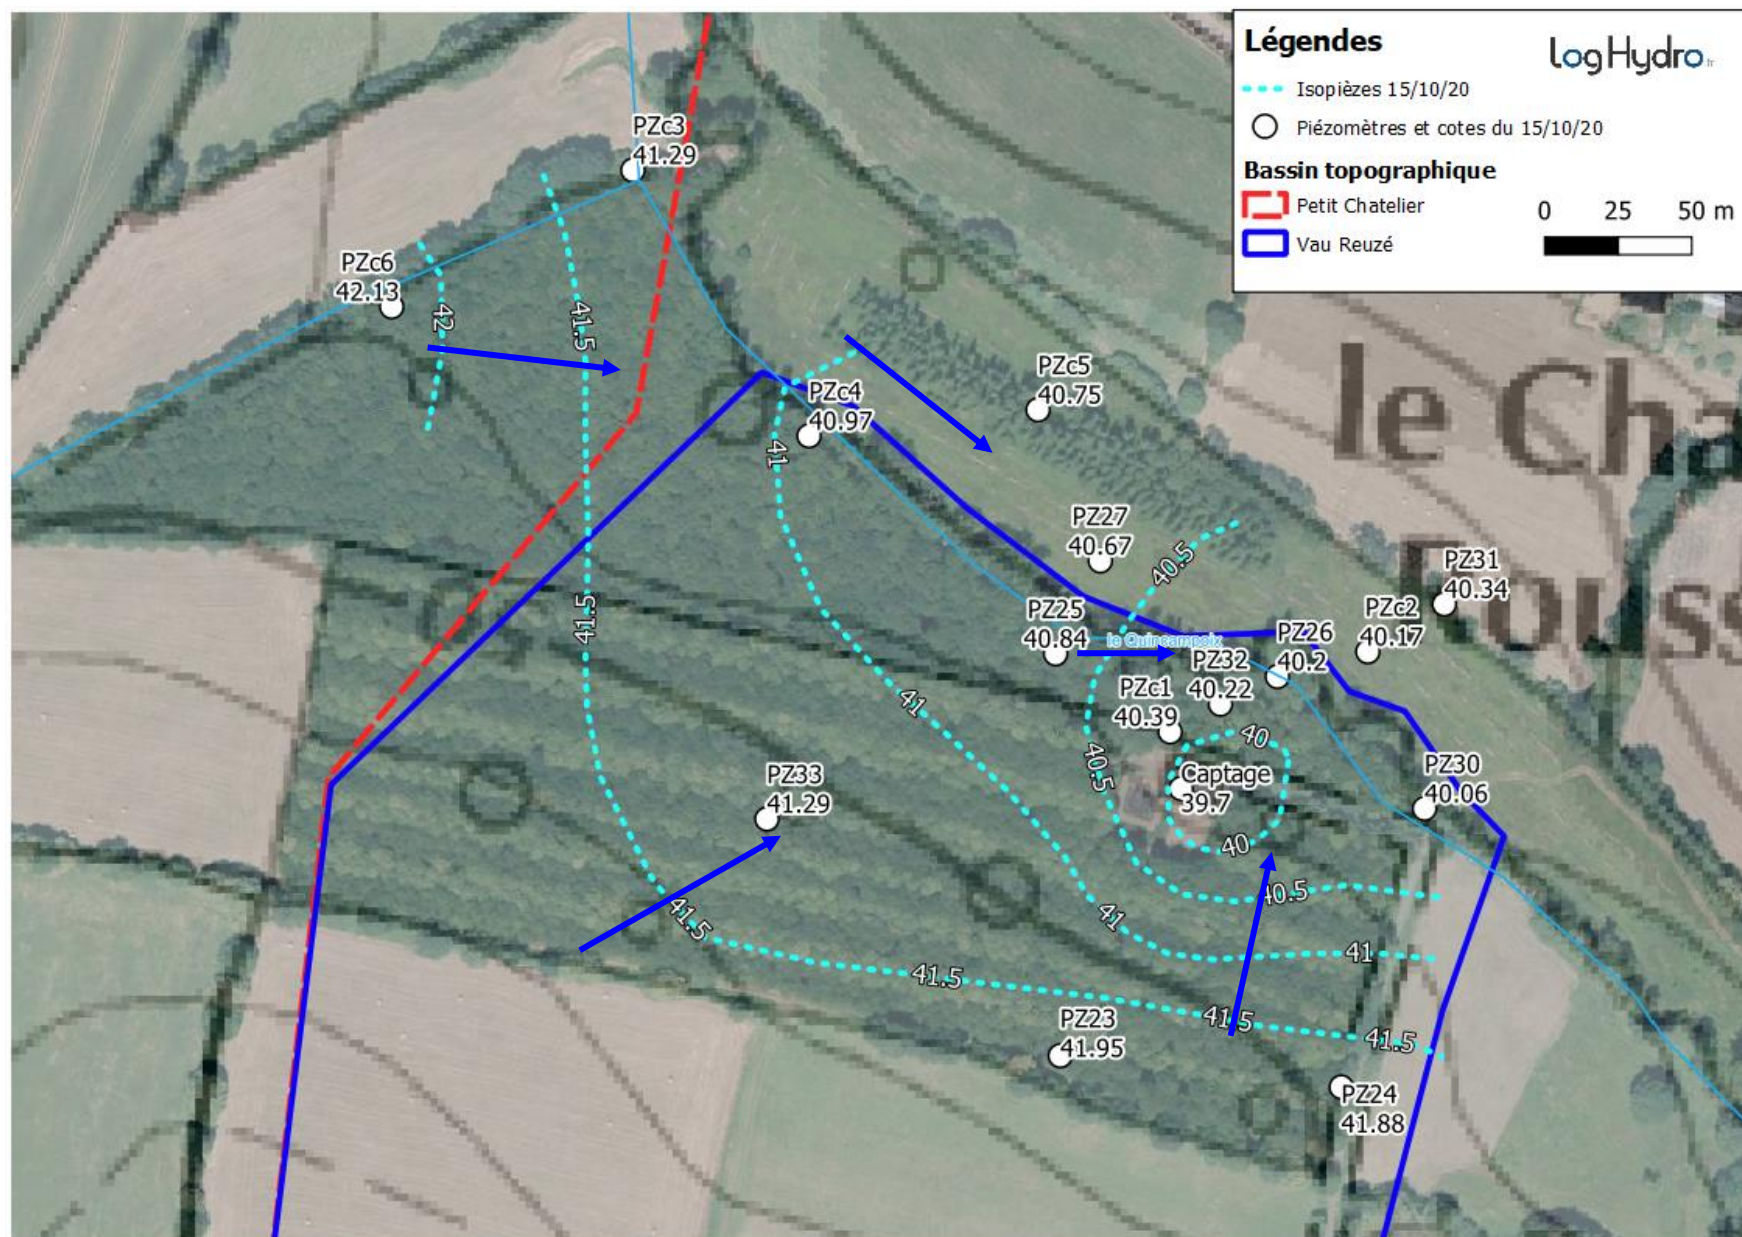 Légendes
logHydro.fr
Isopièzes 15/10/20
Piézomètres et cotes du 15/10/20
Bassin topographique
Petit Chatelier
Vau Reuzé
0 25 50 m
PZc3
41.29
PZc6
42.13
42
41.5
PZc5
40.75
PZc4
40.97
41
le Cha
PZ27
40.67
40.5
PZ31
40.34
PZc2
40.17
41.5
PZ25
40.84
le Quincampoix
PZ26
40.2
PZ32
40.22
PZc1
40.39
41
40
40.5
Captage
39.7
PZ30
40.06
PZ33
41.29
40
40.5
41.5
41
41
41.5
41.5
41.5
PZ23
41.95
PZ24
41.88